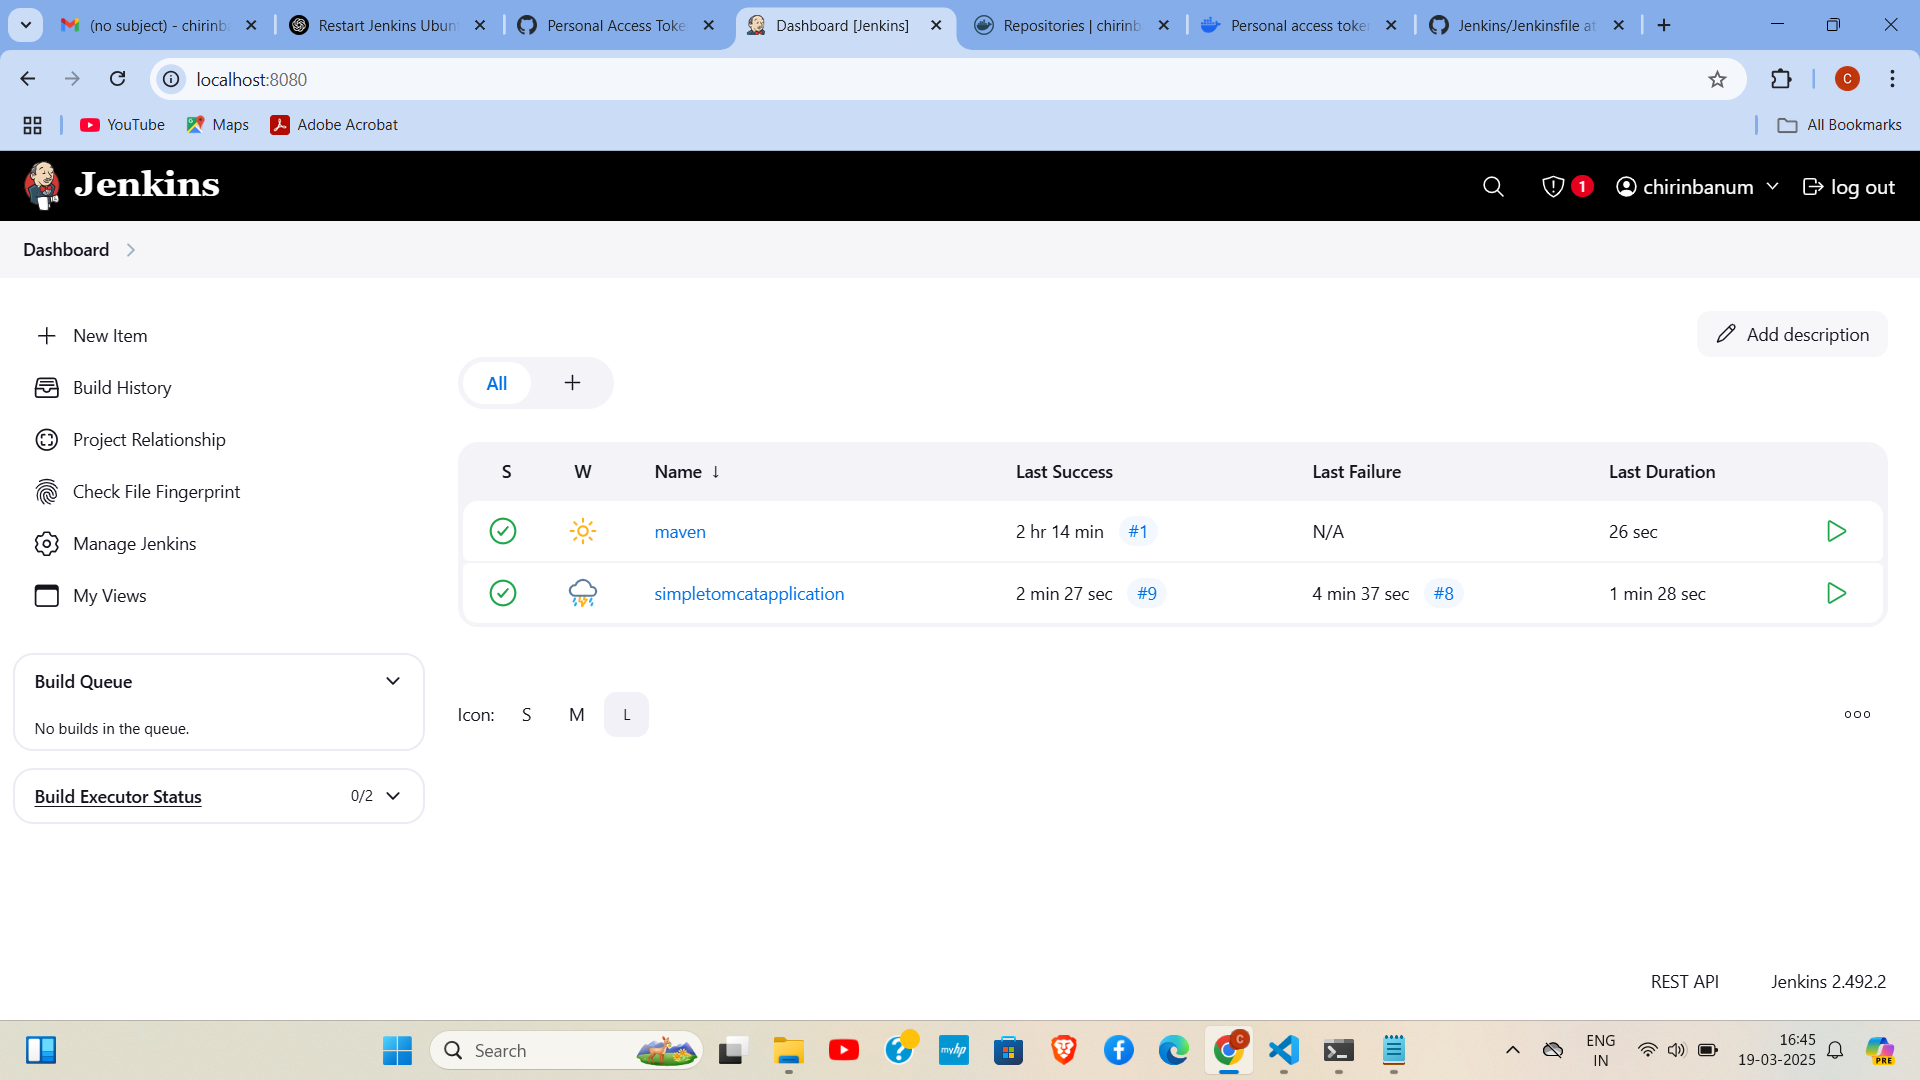 (no subject) - chirinba
Restart Jenkins Ubun
Personal Access Toke
Dashboard [Jenkins]
Repositories | chirinb
Personal access token
Jenkins/Jenkinsfile at
localhost:8080
C
YouTube
Maps
Adobe Acrobat
All Bookmarks
Jenkins
1
chirinbanum
log out
Dashboard
New Item
Build History
Project Relationship
Check File Fingerprint
Manage Jenkins
My Views
Build Queue
No builds in the queue.
Build Executor Status 0/2
Add description
All
S W Name ↓ Last Success Last Failure Last Duration
maven 2 hr 14 min #1 N/A 26 sec
simpletomcatapplication 2 min 27 sec #9 4 min 37 sec #8 1 min 28 sec
Icon: S M L
REST API Jenkins 2.492.2
Search
myhp
C
ENG
IN
16:45
19-03-2025
PRE